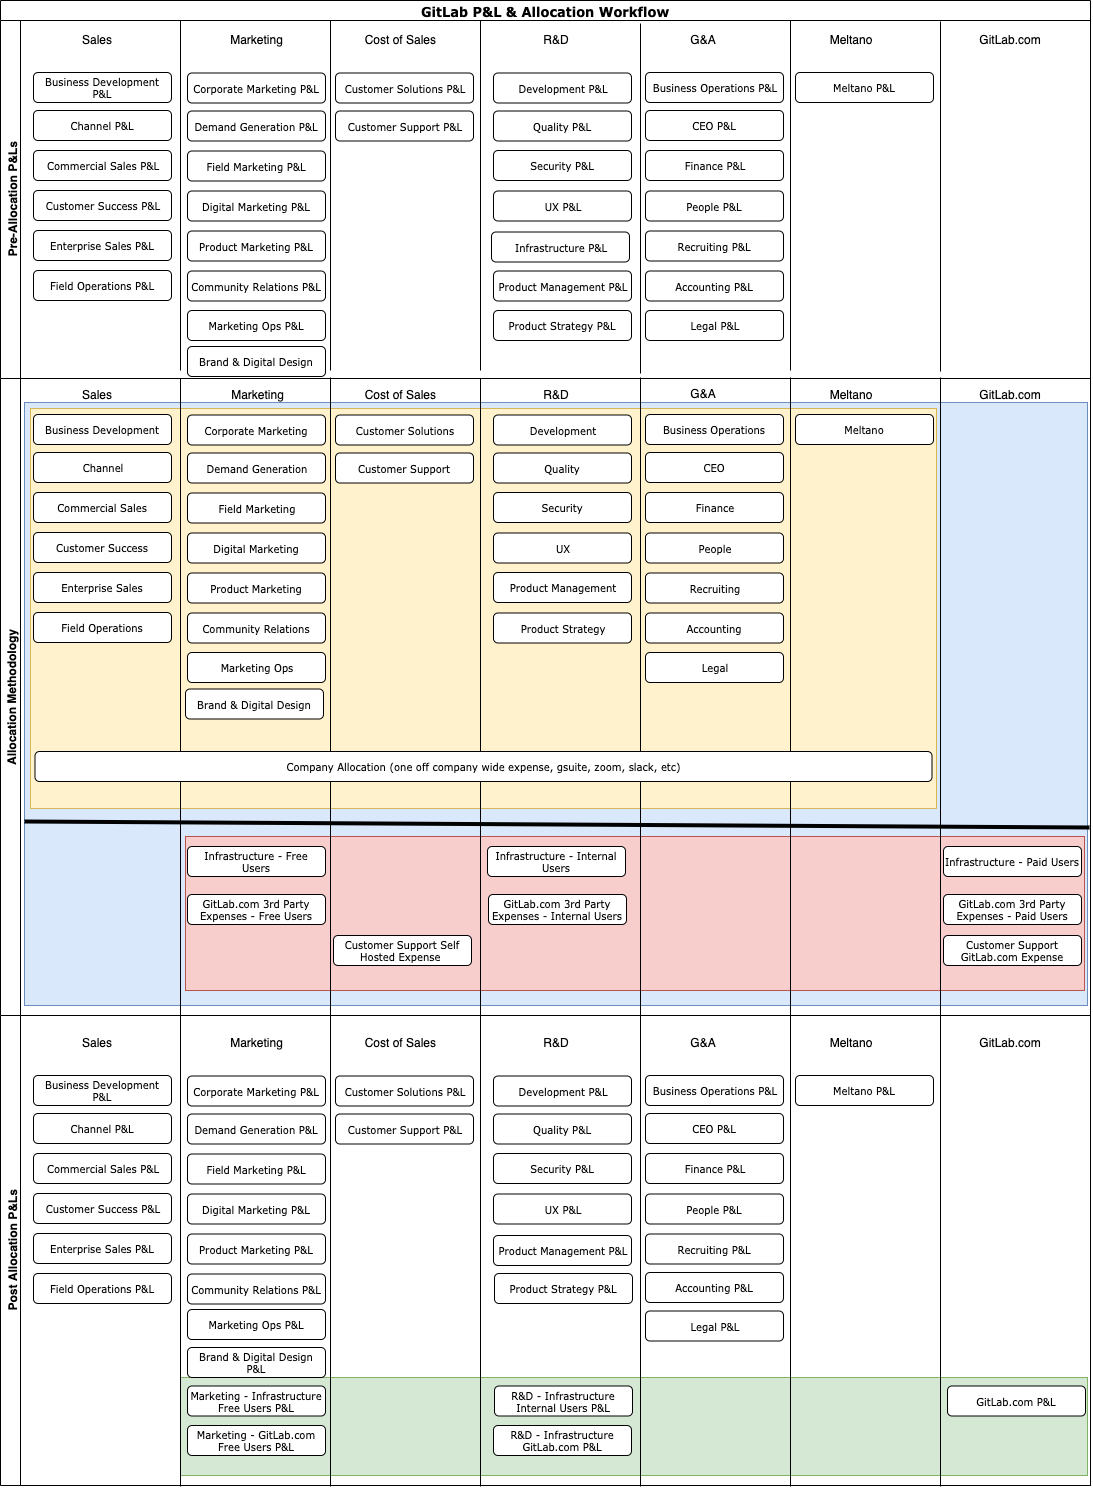 GitLab P&L & Allocation Workflow
Pre-Allocation P&Ls
Sales
Business Development
P&L
Channel P&L
Commercial Sales P&L
Customer Success P&L
Enterprise Sales P&L
Field Operations P&L
Marketing
Corporate Marketing P&L
Demand Generation P&L
Field Marketing P&L
Digital Marketing P&L
Product Marketing P&L
Community Relations P&L
Marketing Ops P&L
Brand & Digital Design
Cost of Sales
Customer Solutions P&L
Customer Support P&L
R&D
Development P&L
Quality P&L
Security P&L
UX P&L
Infrastructure P&L
Product Management P&L
Product Strategy P&L
G&A
Business Operations P&L
CEO P&L
Finance P&L
People P&L
Recruiting P&L
Accounting P&L
Legal P&L
Meltano
Meltano P&L
GitLab.com
Allocation Methodology
Sales
Business Development
Channel
Commercial Sales
Customer Success
Enterprise Sales
Field Operations
Marketing
Corporate Marketing
Demand Generation
Field Marketing
Digital Marketing
Product Marketing
Community Relations
Marketing Ops
Brand & Digital Design
Cost of Sales
Customer Solutions
Customer Support
R&D
Development
Quality
Security
UX
Product Management
Product Strategy
G&A
Business Operations
CEO
Finance
People
Recruiting
Accounting
Legal
Meltano
Meltano
GitLab.com
Company Allocation (one off company wide expense, gsuite, zoom, slack, etc)
Infrastructure - Free
Users
GitLab.com 3rd Party
Expenses - Free Users
Customer Support Self
Hosted Expense
Infrastructure - Internal
Users
GitLab.com 3rd Party
Expenses - Internal Users
Infrastructure - Paid Users
GitLab.com 3rd Party
Expenses - Paid Users
Customer Support
GitLab.com Expense
Post Allocation P&Ls
Sales
Business Development
P&L
Channel P&L
Commercial Sales P&L
Customer Success P&L
Enterprise Sales P&L
Field Operations P&L
Marketing
Corporate Marketing P&L
Demand Generation P&L
Field Marketing P&L
Digital Marketing P&L
Product Marketing P&L
Community Relations P&L
Marketing Ops P&L
Brand & Digital Design
P&L
Marketing - Infrastructure
Free Users P&L
Marketing - GitLab.com
Free Users P&L
Cost of Sales
Customer Solutions P&L
Customer Support P&L
R&D
Development P&L
Quality P&L
Security P&L
UX P&L
Product Management P&L
Product Strategy P&L
R&D - Infrastructure
Internal Users P&L
R&D - Infrastructure
GitLab.com P&L
G&A
Business Operations P&L
CEO P&L
Finance P&L
People P&L
Recruiting P&L
Accounting P&L
Legal P&L
Meltano
Meltano P&L
GitLab.com
GitLab.com P&L